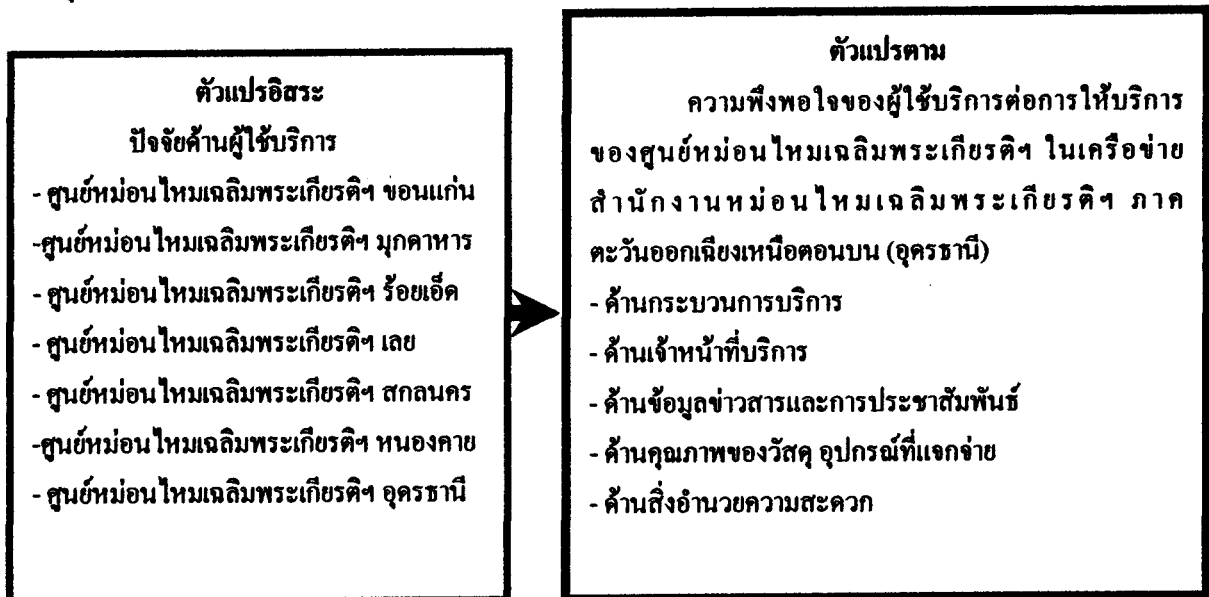 ตัวแปรอิสระ
ปัจจัยด้านผู้ใช้บริการ
- ศูนย์หม่อนไหมเฉลิมพระเกียรติฯ ขอนแก่น
-ศูนย์หม่อนไหมเฉลิมพระเกียรติฯ มุกดาหาร
- ศูนย์หม่อนไหมเฉลิมพระเกียรติฯ ร้อยเอ็ด
- ศูนย์หม่อนไหมเฉลิมพระเกียรติฯ เลย
- ศูนย์หม่อนไหมเฉลิมพระเกียรติฯ สกลนคร
-ศูนย์หม่อนไหมเฉลิมพระเกียรติฯ หนองคาย
- ศูนย์หม่อนไหมเฉลิมพระเกียรติฯ อุดรธานี
ตัวแปรตาม
ความพึงพอใจของผู้ใช้บริการต่อการให้บริการ
ของศูนย์หม่อนไหมเฉลิมพระเกียรติฯ ในเครือข่าย
สำนักงานหม่อนไหมเฉลิมพระเกียรติฯ ภาค
ตะวันออกเฉียงเหนือตอนบน (อุดรธานี)
- ด้านกระบวนการบริการ
- ด้านเจ้าหน้าที่บริการ
- ด้านข้อมูลข่าวสารและการประชาสัมพันธ์
- ด้านคุณภาพของวัสดุ อุปกรณ์ที่แจกจ่าย
- ด้านสิ่งอำนวยความสะดวก